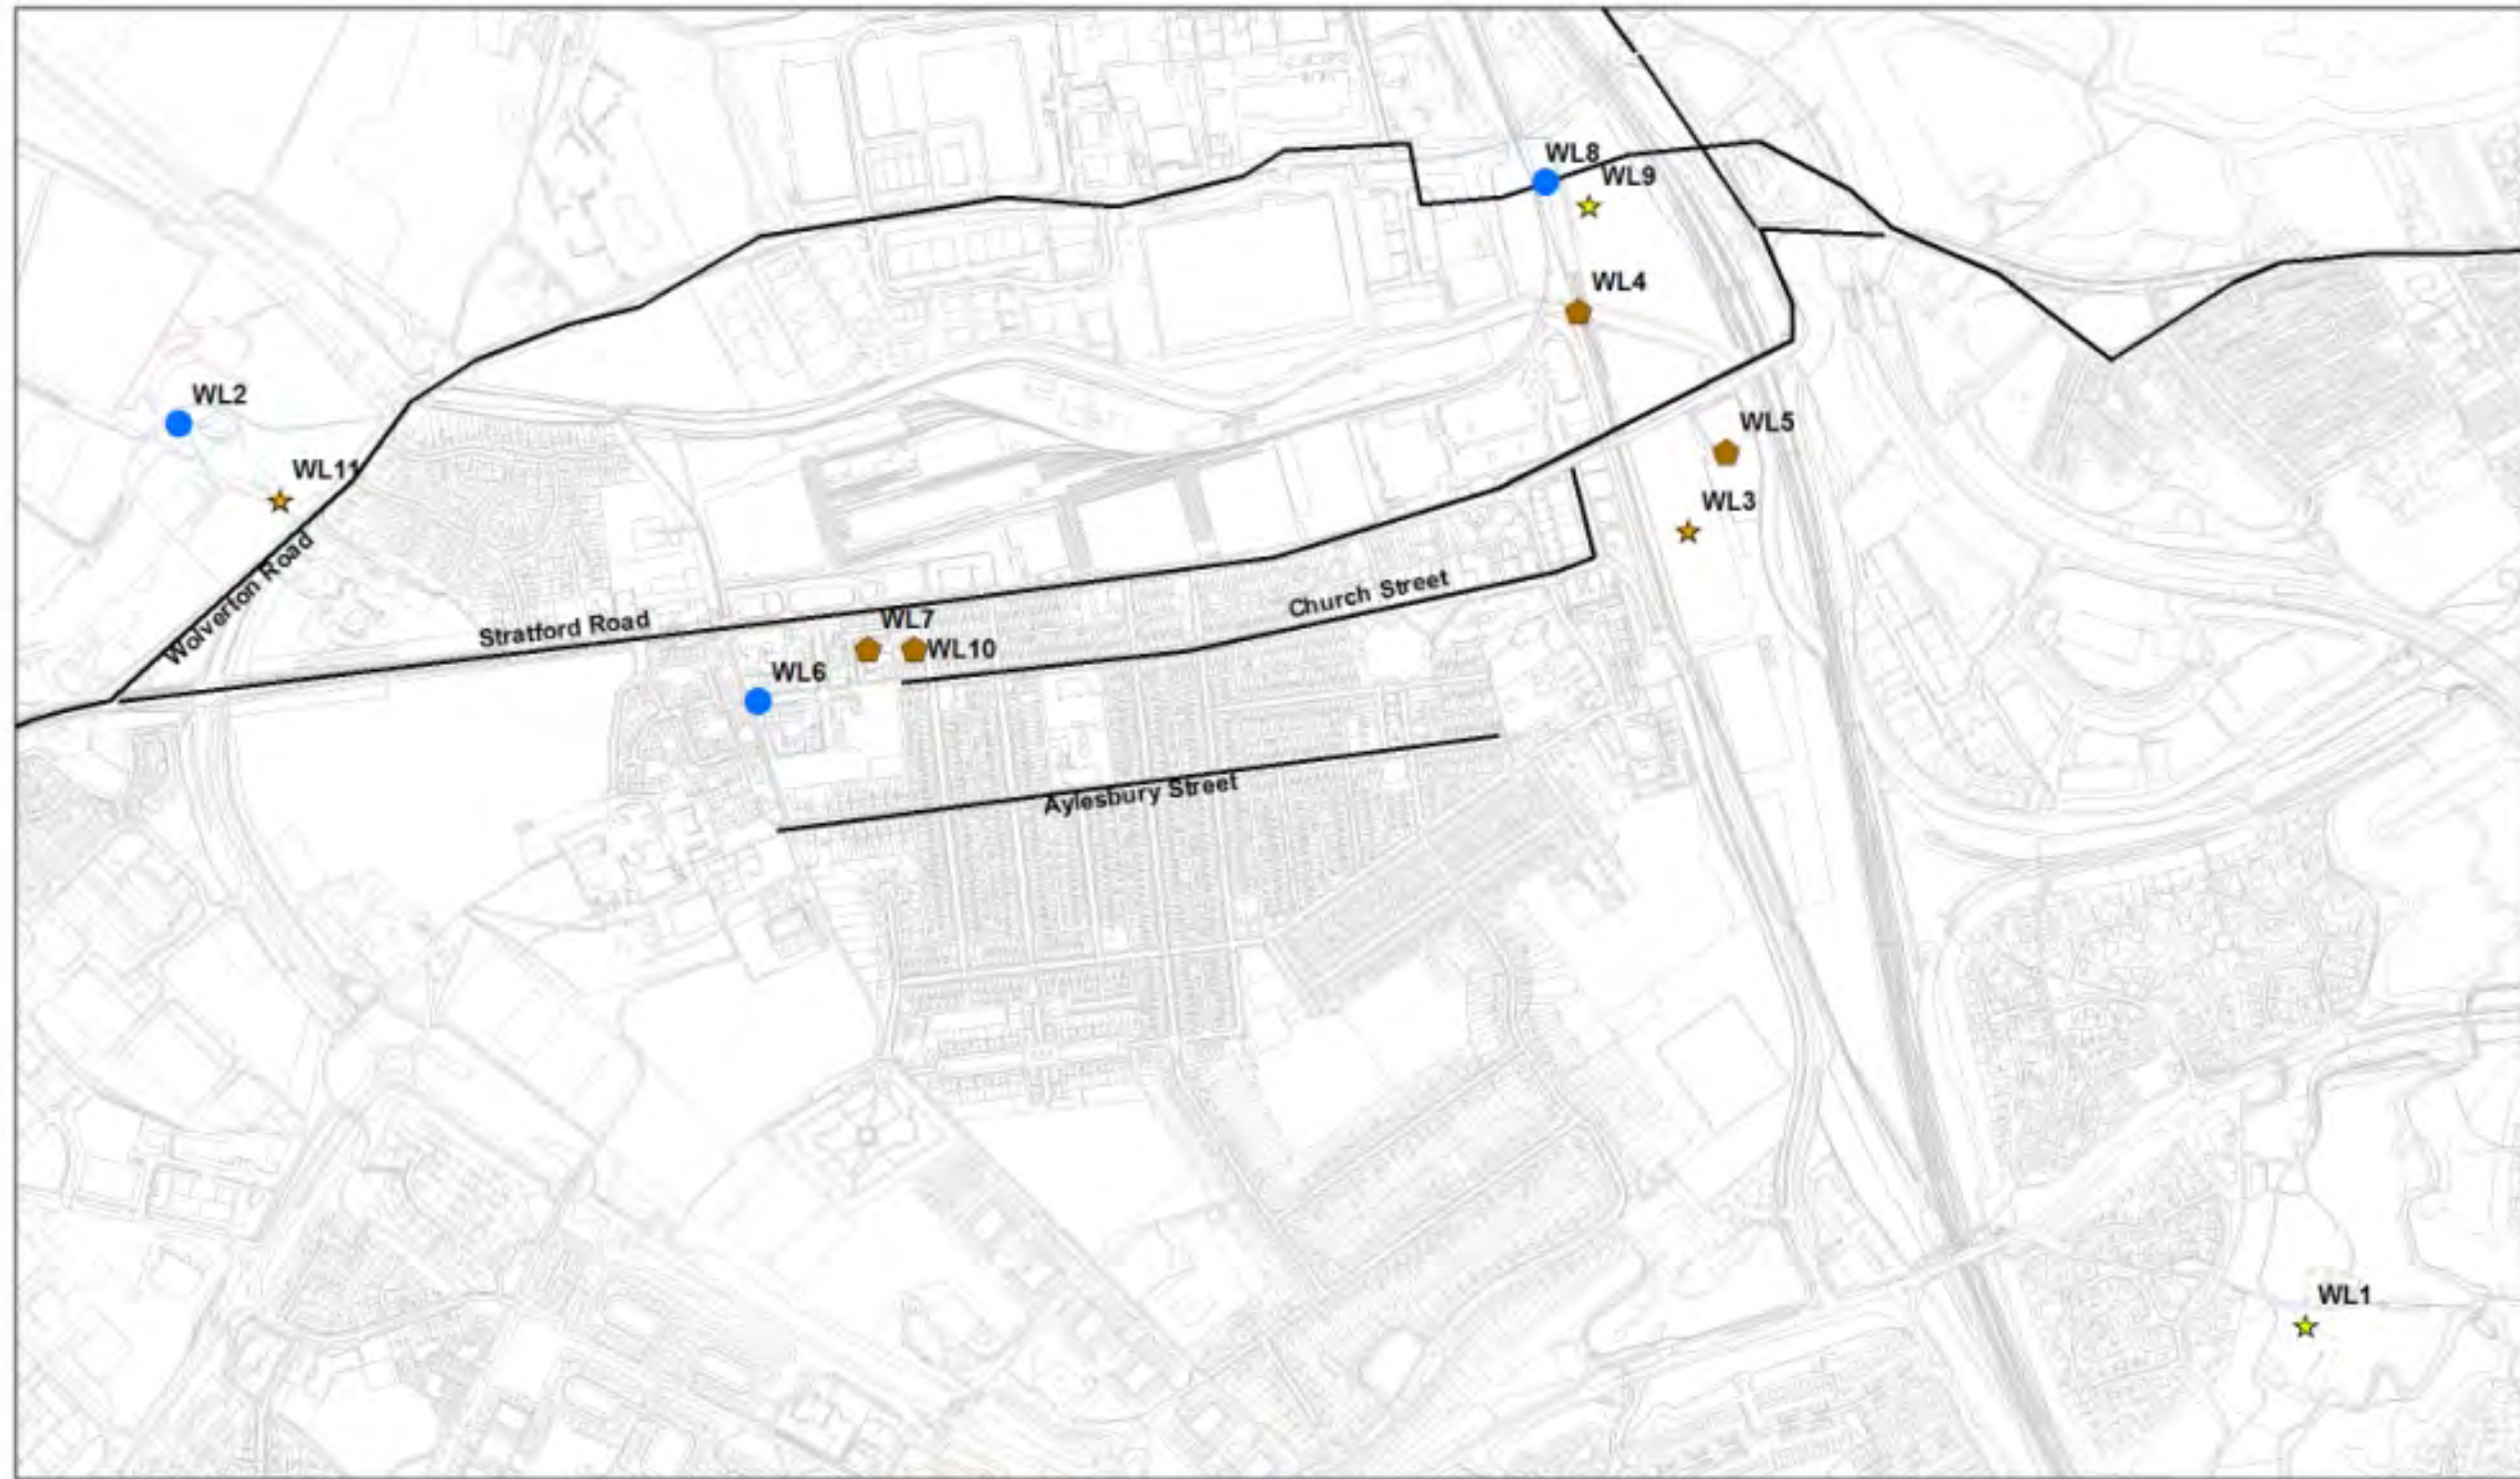 WL8
WL9
WL4
WL2
WL5
WL11
WL3
Wolverton Road
Stratford Road
Church Street
WL7
WL10
WL6
Aylesbury Street
WL1